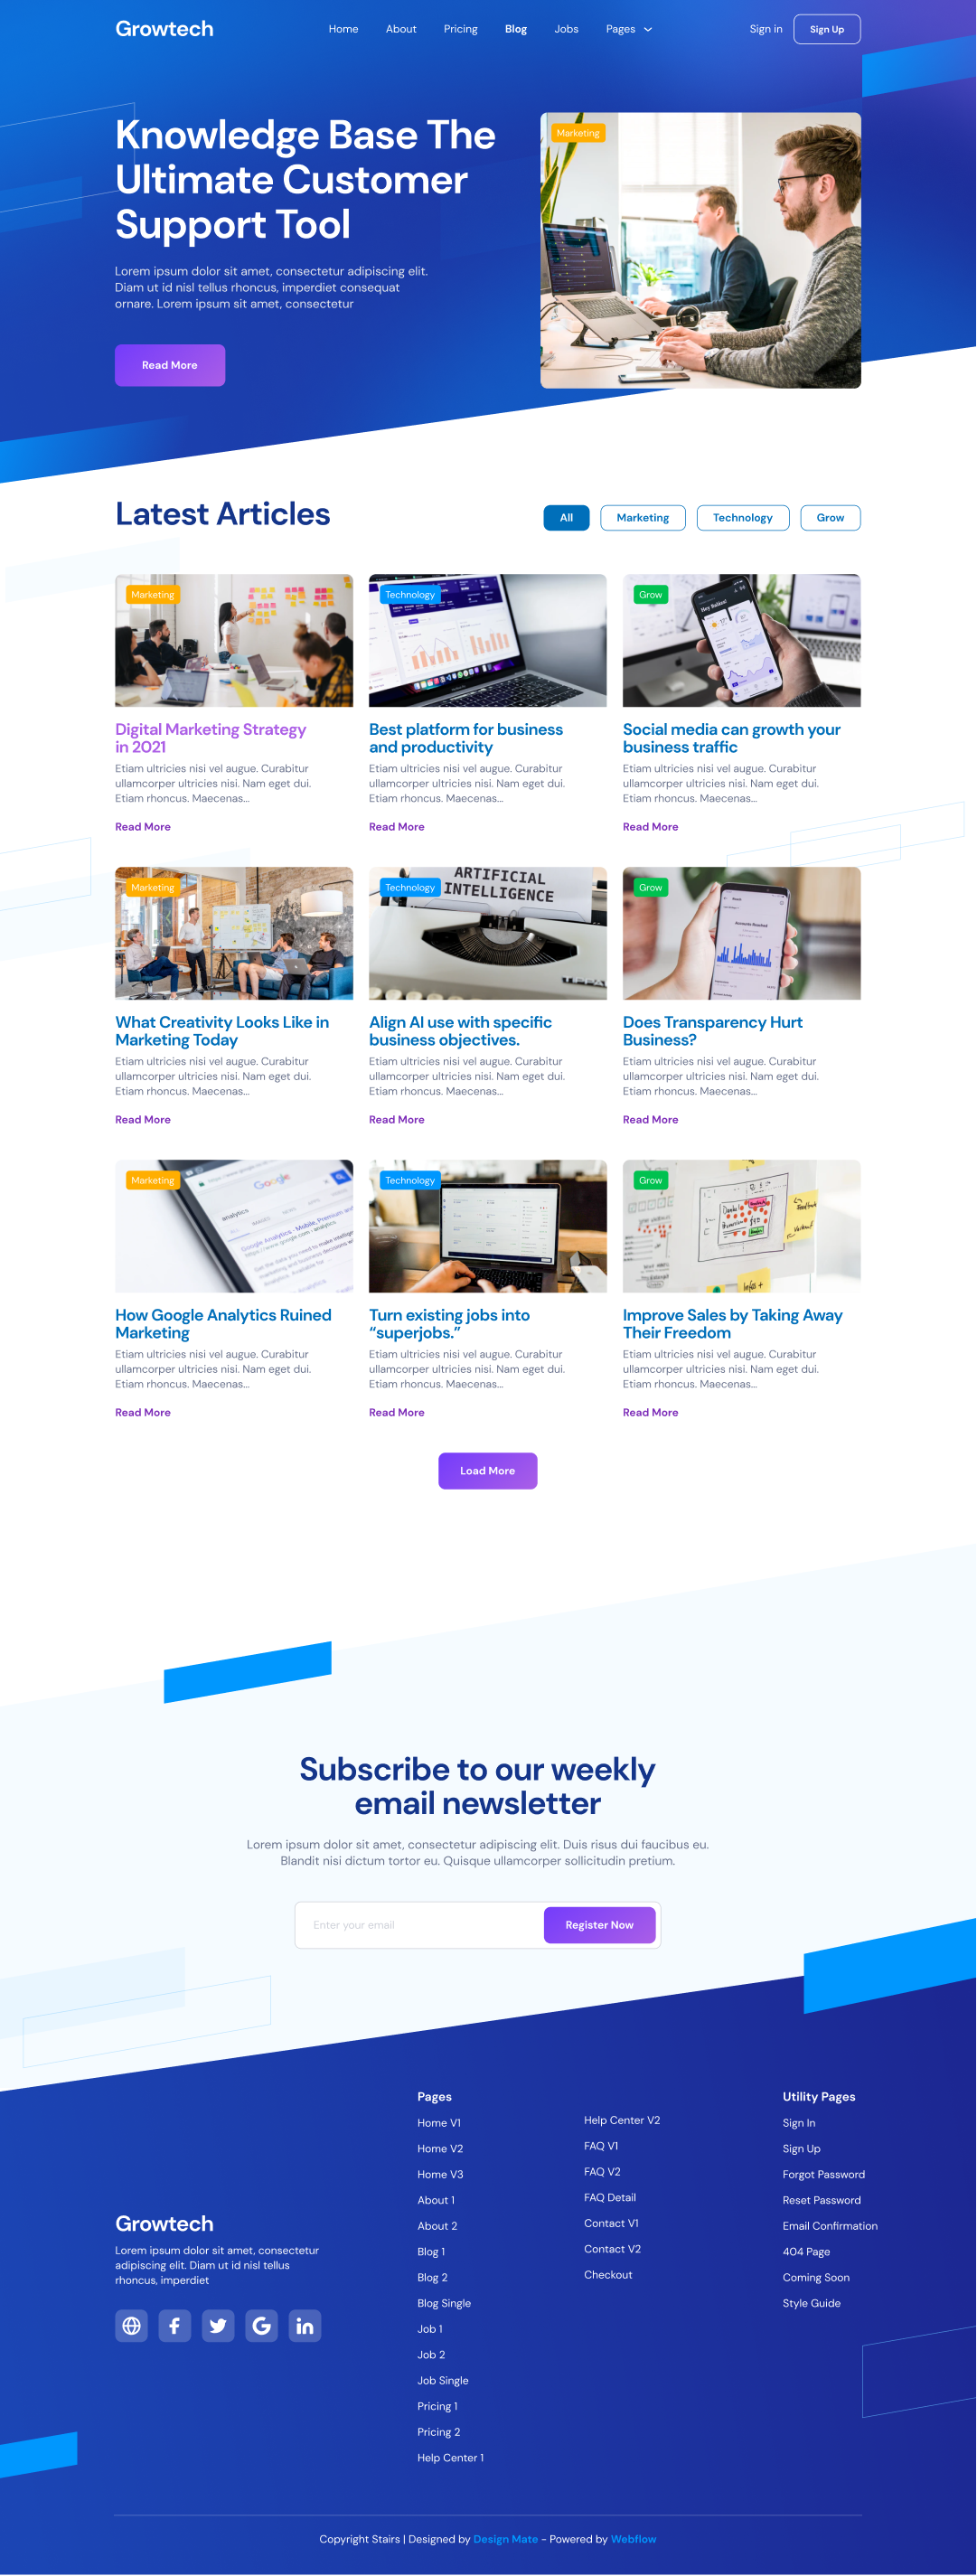 Growtech
Home
About
Pricing
Blog
Jobs
Pages
Sign in
Sign Up
Knowledge Base The
Ultimate Customer
Support Tool
Lorem ipsum dolor sit amet, consectetur adipiscing elit.
Diam ut id nisl tellus rhoncus, imperdiet consequat
ornare. Lorem ipsum sit amet, consectetur
Read More
Marketing
Latest Articles
All
Marketing
Technology
Grow
Marketing
Digital Marketing Strategy
in 2021
Etiam ultricies nisi vel augue. Curabitur
ullamcorper ultricies nisi. Nam eget dui.
Etiam rhoncus. Maecenas...
Read More
Technology
Best platform for business
and productivity
Etiam ultricies nisi vel augue. Curabitur
ullamcorper ultricies nisi. Nam eget dui.
Etiam rhoncus. Maecenas...
Read More
Grow
Social media can growth your
business traffic
Etiam ultricies nisi vel augue. Curabitur
ullamcorper ultricies nisi. Nam eget dui.
Etiam rhoncus. Maecenas...
Read More
Marketing
What Creativity Looks Like in
Marketing Today
Etiam ultricies nisi vel augue. Curabitur
ullamcorper ultricies nisi. Nam eget dui.
Etiam rhoncus. Maecenas...
Read More
Technology
ARTIFICIAL
INTELLIGENCE
Align AI use with specific
business objectives.
Etiam ultricies nisi vel augue. Curabitur
ullamcorper ultricies nisi. Nam eget dui.
Etiam rhoncus. Maecenas...
Read More
Grow
Accounts Reached
Does Transparency Hurt
Business?
Etiam ultricies nisi vel augue. Curabitur
ullamcorper ultricies nisi. Nam eget dui.
Etiam rhoncus. Maecenas...
Read More
Marketing
Google
analytics
How Google Analytics Ruined
Marketing
Etiam ultricies nisi vel augue. Curabitur
ullamcorper ultricies nisi. Nam eget dui.
Etiam rhoncus. Maecenas...
Read More
Technology
Turn existing jobs into
“superjobs.”
Etiam ultricies nisi vel augue. Curabitur
ullamcorper ultricies nisi. Nam eget dui.
Etiam rhoncus. Maecenas...
Read More
Grow
Improve Sales by Taking Away
Their Freedom
Etiam ultricies nisi vel augue. Curabitur
ullamcorper ultricies nisi. Nam eget dui.
Etiam rhoncus. Maecenas...
Read More
Load More
Subscribe to our weekly
email newsletter
Lorem ipsum dolor sit amet, consectetur adipiscing elit. Duis risus dui faucibus eu.
Blandit nisi dictum tortor eu. Quisque ullamcorper sollicitudin pretium.
Enter your email
Register Now
Growtech
Lorem ipsum dolor sit amet, consectetur
adipiscing elit. Diam ut id nisl tellus
rhoncus, imperdiet
Pages
Home V1
Home V2
Home V3
About 1
About 2
Blog 1
Blog 2
Blog Single
Job 1
Job 2
Job Single
Pricing 1
Pricing 2
Help Center 1
Help Center V2
FAQ V1
FAQ V2
FAQ Detail
Contact V1
Contact V2
Checkout
Utility Pages
Sign In
Sign Up
Forgot Password
Reset Password
Email Confirmation
404 Page
Coming Soon
Style Guide
Copyright Stairs | Designed by Design Mate - Powered by Webflow